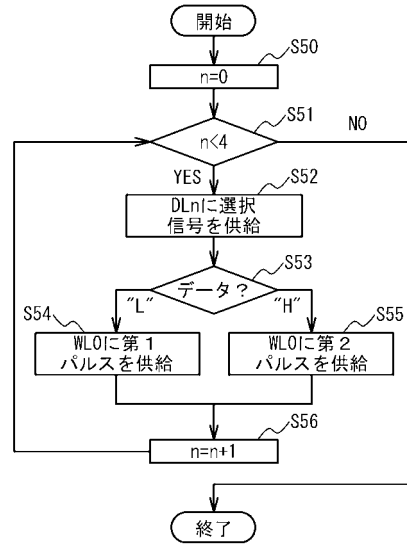 開始
S50
n=0
S51
n<4
NO
YES
S52
DLnに選択
信号を供給
S53
データ？
"L"
"H"
S54
WL0に第１
パルスを供給
S55
WL0に第２
パルスを供給
S56
n=n+1
終了